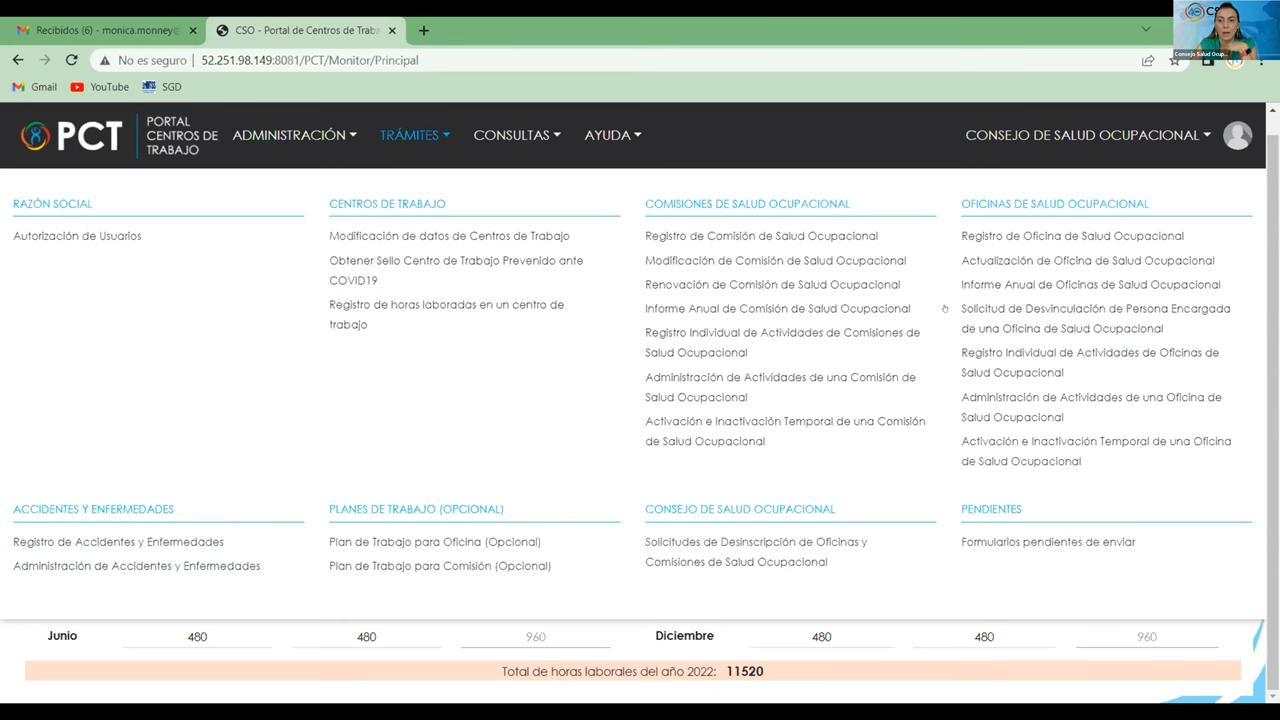 Recibidos (6) - monica.monney@
CSO - Portal de Centros de Traba
No es seguro
52.251.98.149:8081/PCT/Monitor/Principal
Gmail
YouTube
SGD
Consejo Salud Ocup...
PCT
PORTAL
CENTROS DE
TRABAJO
ADMINISTRACIÓN
TRÁMITES
CONSULTAS
AYUDA
CONSEJO DE SALUD OCUPACIONAL
RAZÓN SOCIAL
Autorización de Usuarios
CENTROS DE TRABAJO
Modificación de datos de Centros de Trabajo
Obtener Sello Centro de Trabajo Prevenido ante
COVID19
Registro de horas laboradas en un centro de
trabajo
COMISIONES DE SALUD OCUPACIONAL
Registro de Comisión de Salud Ocupacional
Modificación de Comisión de Salud Ocupacional
Renovación de Comisión de Salud Ocupacional
Informe Anual de Comisión de Salud Ocupacional
Registro Individual de Actividades de Comisiones de
Salud Ocupacional
Administración de Actividades de una Comisión de
Salud Ocupacional
Activación e Inactivación Temporal de una Comisión
de Salud Ocupacional
OFICINAS DE SALUD OCUPACIONAL
Registro de Oficina de Salud Ocupacional
Actualización de Oficina de Salud Ocupacional
Informe Anual de Oficinas de Salud Ocupacional
Solicitud de Desvinculación de Persona Encargada
de una Oficina de Salud Ocupacional
Registro Individual de Actividades de Oficinas de
Salud Ocupacional
Administración de Actividades de una Oficina de
Salud Ocupacional
Activación e Inactivación Temporal de una Oficina
de Salud Ocupacional
ACCIDENTES Y ENFERMEDADES
Registro de Accidentes y Enfermedades
Administración de Accidentes y Enfermedades
PLANES DE TRABAJO (OPCIONAL)
Plan de Trabajo para Oficina (Opcional)
Plan de Trabajo para Comisión (Opcional)
CONSEJO DE SALUD OCUPACIONAL
Solicitudes de Desinscripción de Oficinas y
Comisiones de Salud Ocupacional
PENDIENTES
Formularios pendientes de enviar
Junio 480 480 960 Diciembre 480 480 960
Total de horas laborales del año 2022: 11520